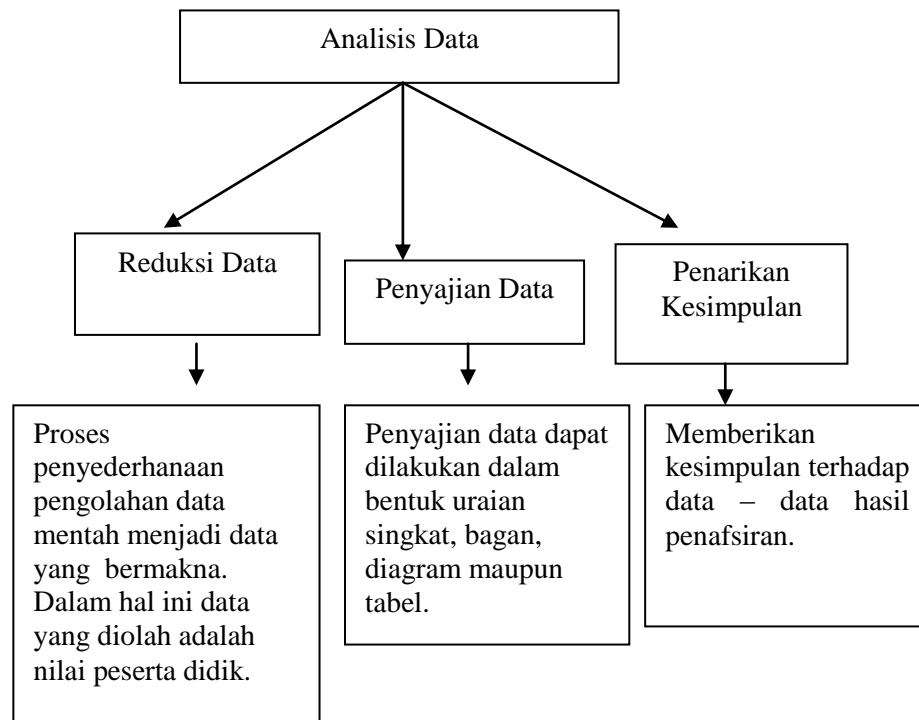 Analisis Data
Reduksi Data
Penyajian Data
Penarikan
Kesimpulan
Proses
penyederhanaan
pengolahan data
mentah menjadi data
yang bermakna.
Dalam hal ini data
yang diolah adalah
nilai peserta didik.
Penyajian data dapat
dilakukan dalam
bentuk uraian
singkat, bagan,
diagram maupun
tabel.
Memberikan
kesimpulan terhadap
data – data hasil
penafsiran.